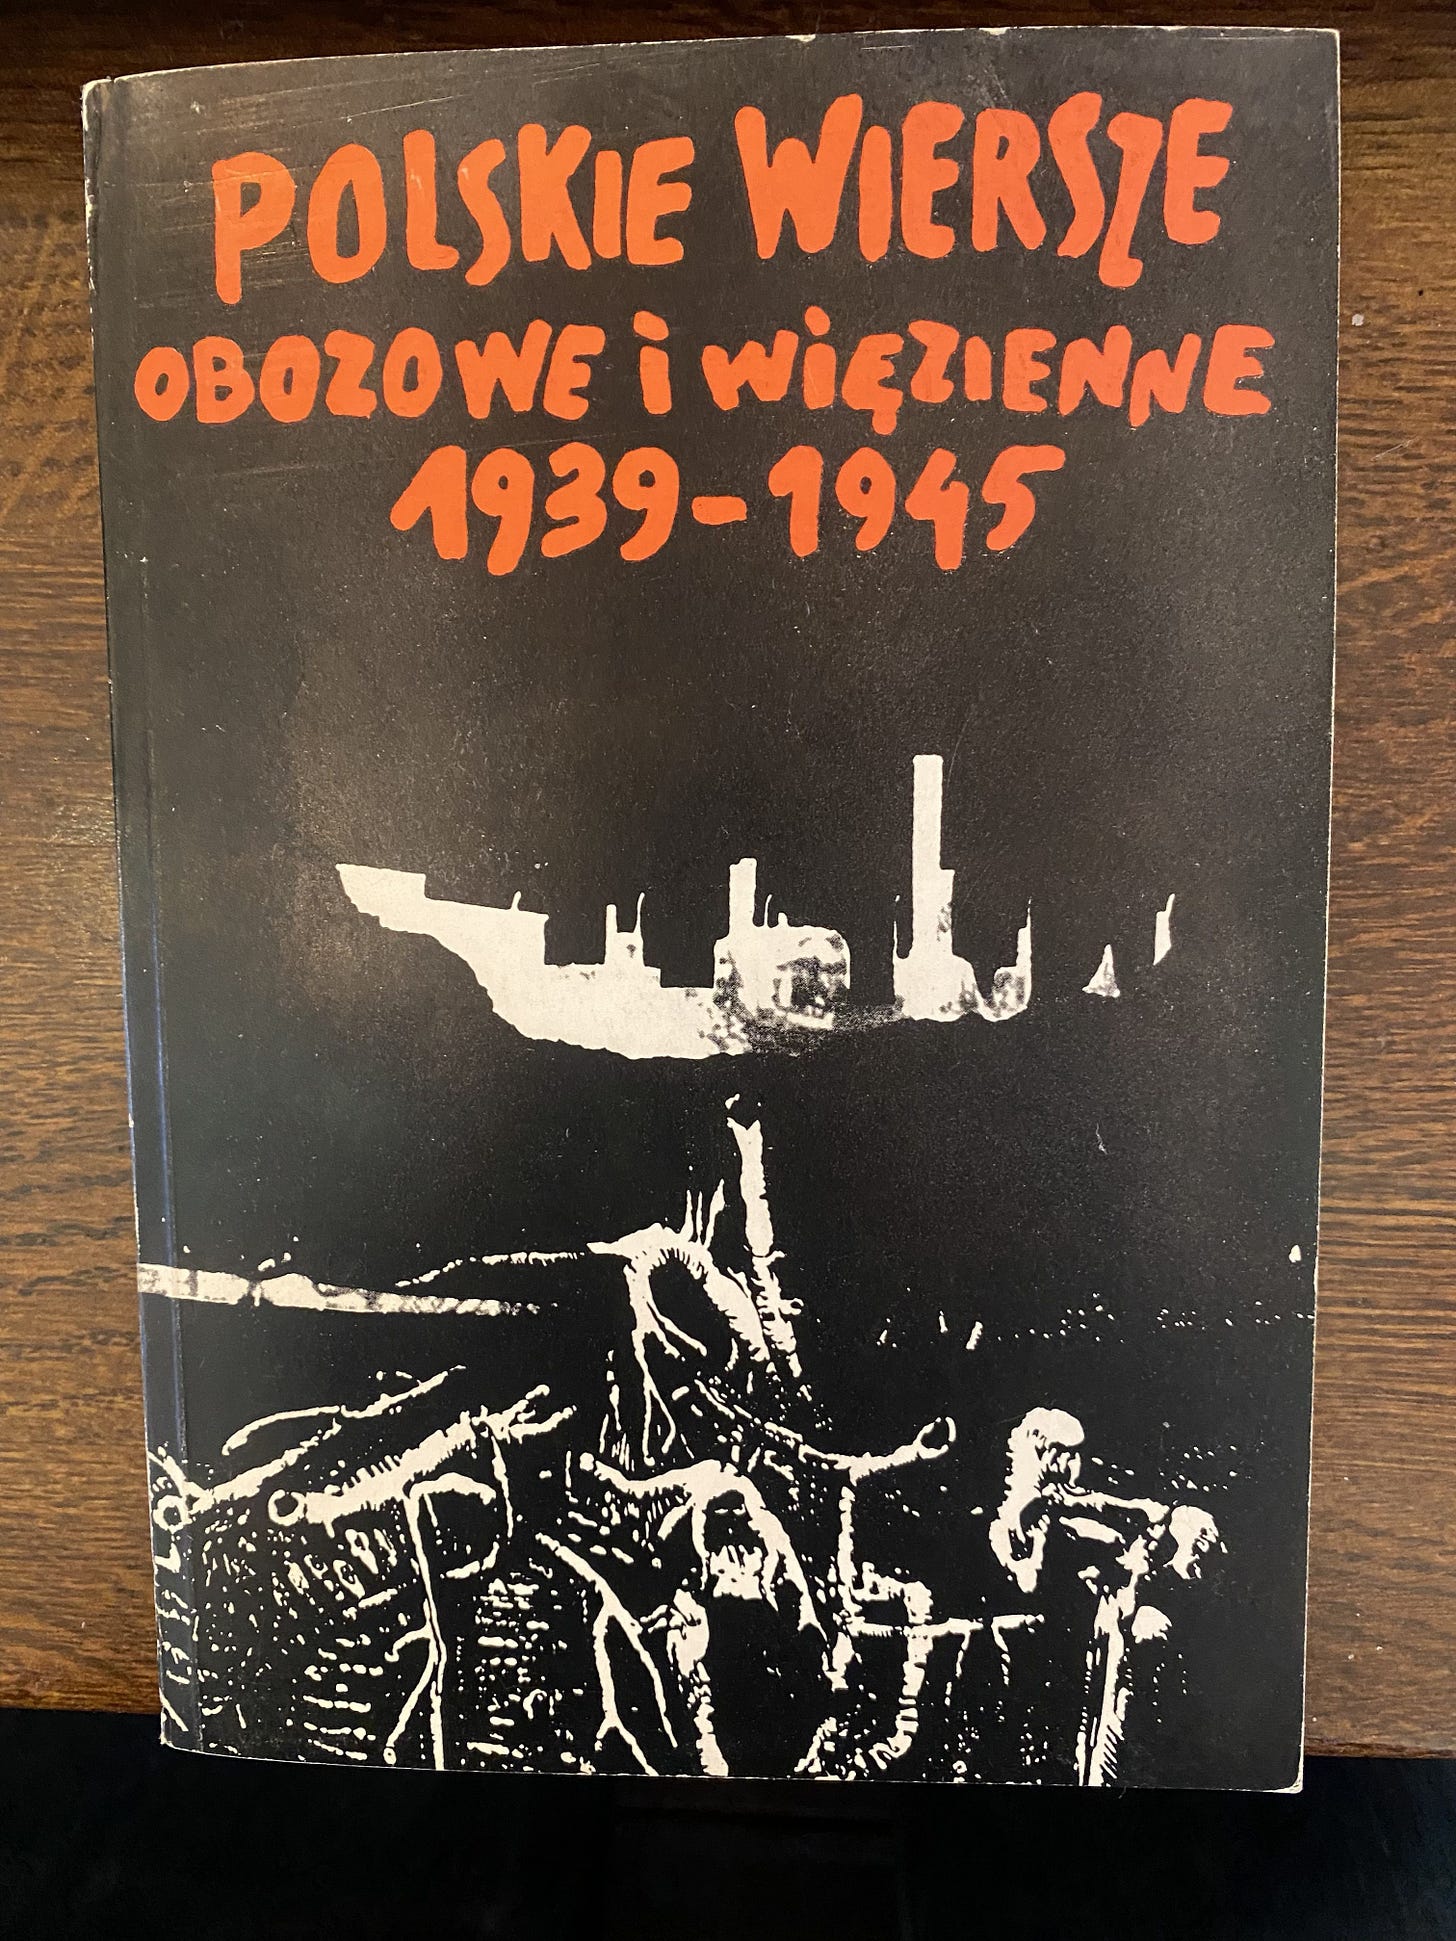 POLSKIE WIERSZE
OBOZOWE i WIĘZIENNE
1939-1945